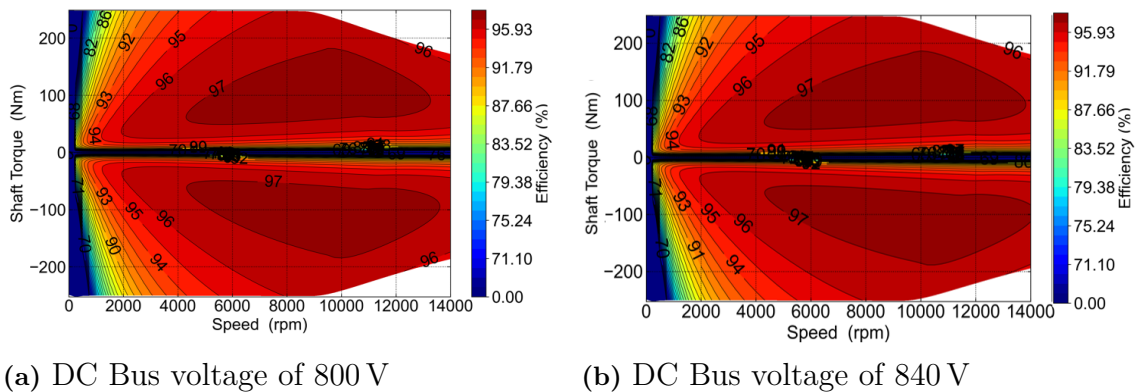 200
100
0
−100
−200
Shaft Torque (Nm)
0 2000 4000 6000 8000 10000 12000 14000
Speed (rpm)
82 86 92 95 96
93 96 97
94
97
93 95 96
70 90 94 96
95.93
91.79
87.66
83.52
79.38
75.24
71.10
0.00
Efficiency (%)
200
100
0
−100
−200
Shaft Torque (Nm)
0 2000 4000 6000 8000 10000 12000 14000
Speed (rpm)
82 86 92 95 96
93 96 97
94
93 95 96 97
70 91 94 96
95.93
91.79
87.66
83.52
79.38
75.24
71.10
0.00
Efficiency (%)
(a) DC Bus voltage of 800 V
(b) DC Bus voltage of 840 V